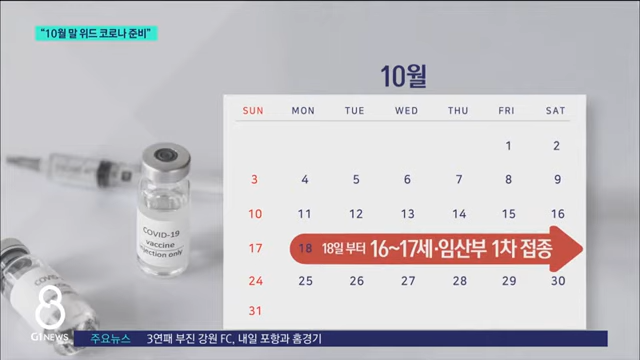 "10월 말 위드 코로나 준비"
10월
SUN MON TUE WED THU FRI SAT
1 2
3 4 5 6 7 8 9
10 11 12 13 14 15 16
17 18 18일 부터 16~17세·임산부 1차 접종
24 25 26 27 28 29 30
31
COVID-19
vaccine
injection only
8
G1 NEWS
주요뉴스 3연패 부진 강원 FC, 내일 포항과 홈경기